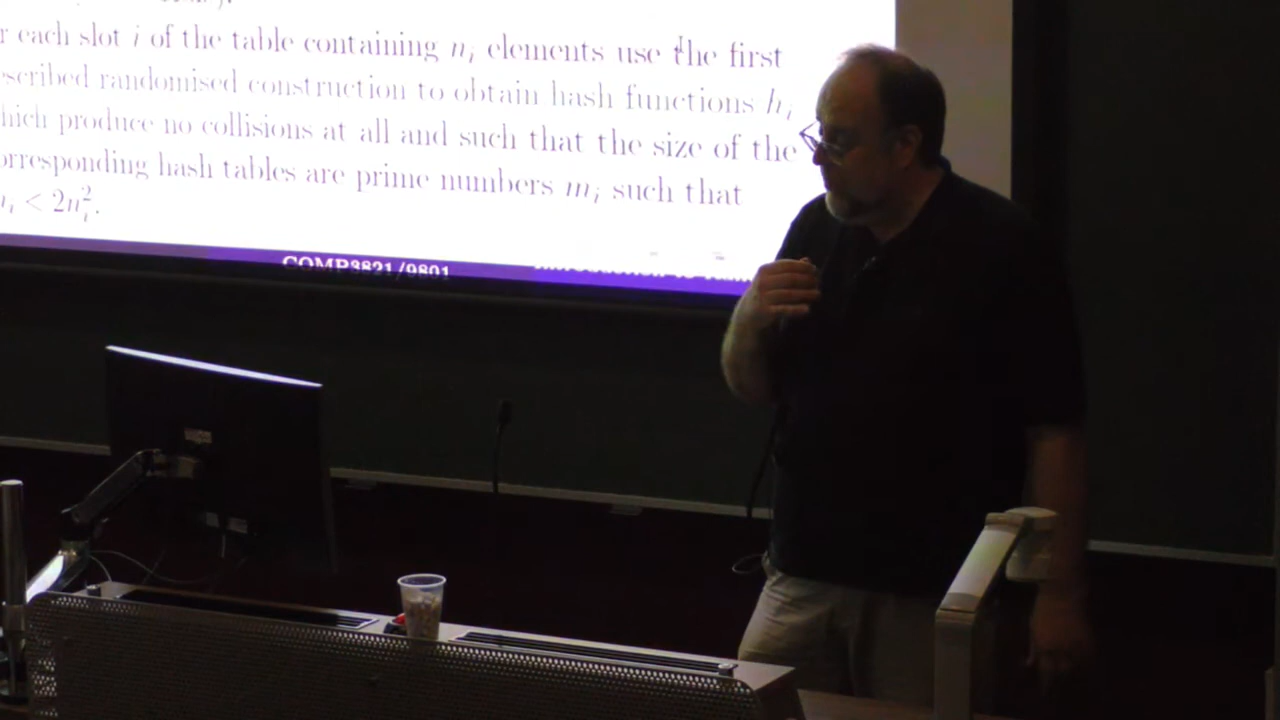 r each slot i of the table containing n_i elements use the first
scribed randomised construction to obtain hash functions h_i
hich produce no collisions at all and such that the size of the
orresponding hash tables are prime numbers m_i such that
n_i < 2n_i^2.
COMP3821/9801